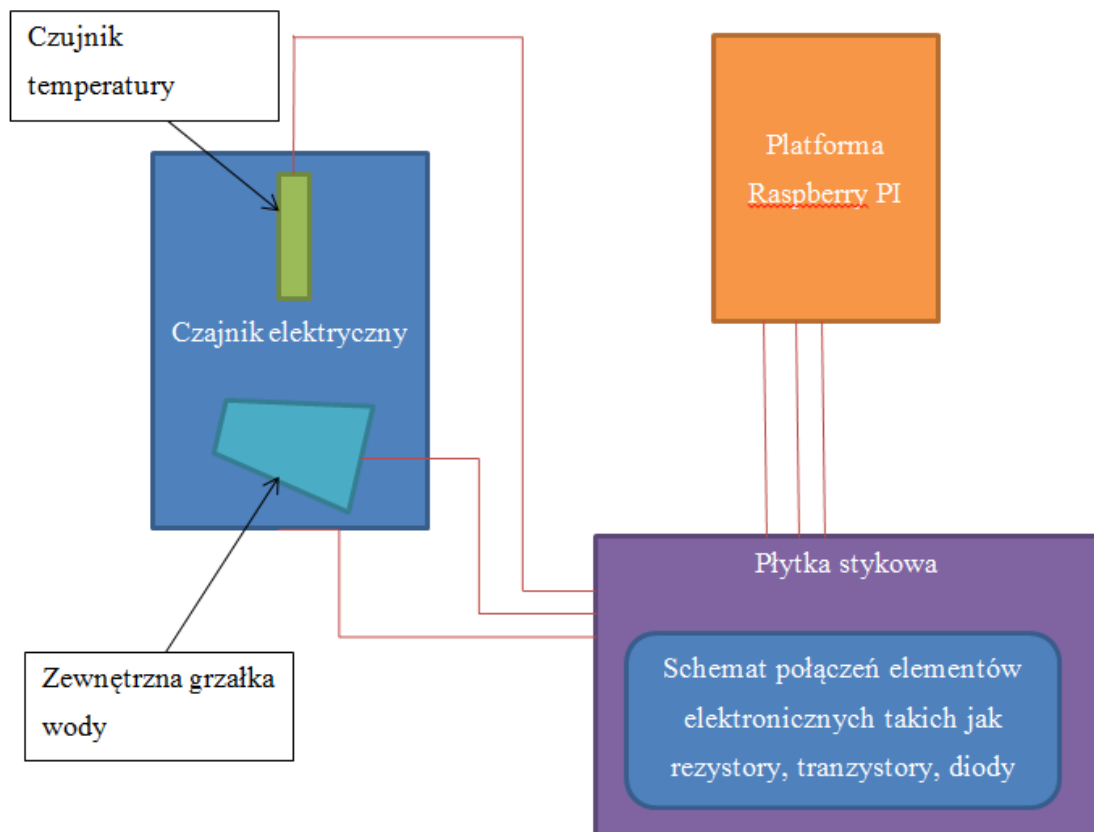 Czujnik
temperatury
Platforma
Raspberry PI
Czajnik elektryczny
Płytka stykowa
Zewnętrzna grzałka
wody
Schemat połączeń elementów
elektronicznych takich jak
rezystory, tranzystory, diody